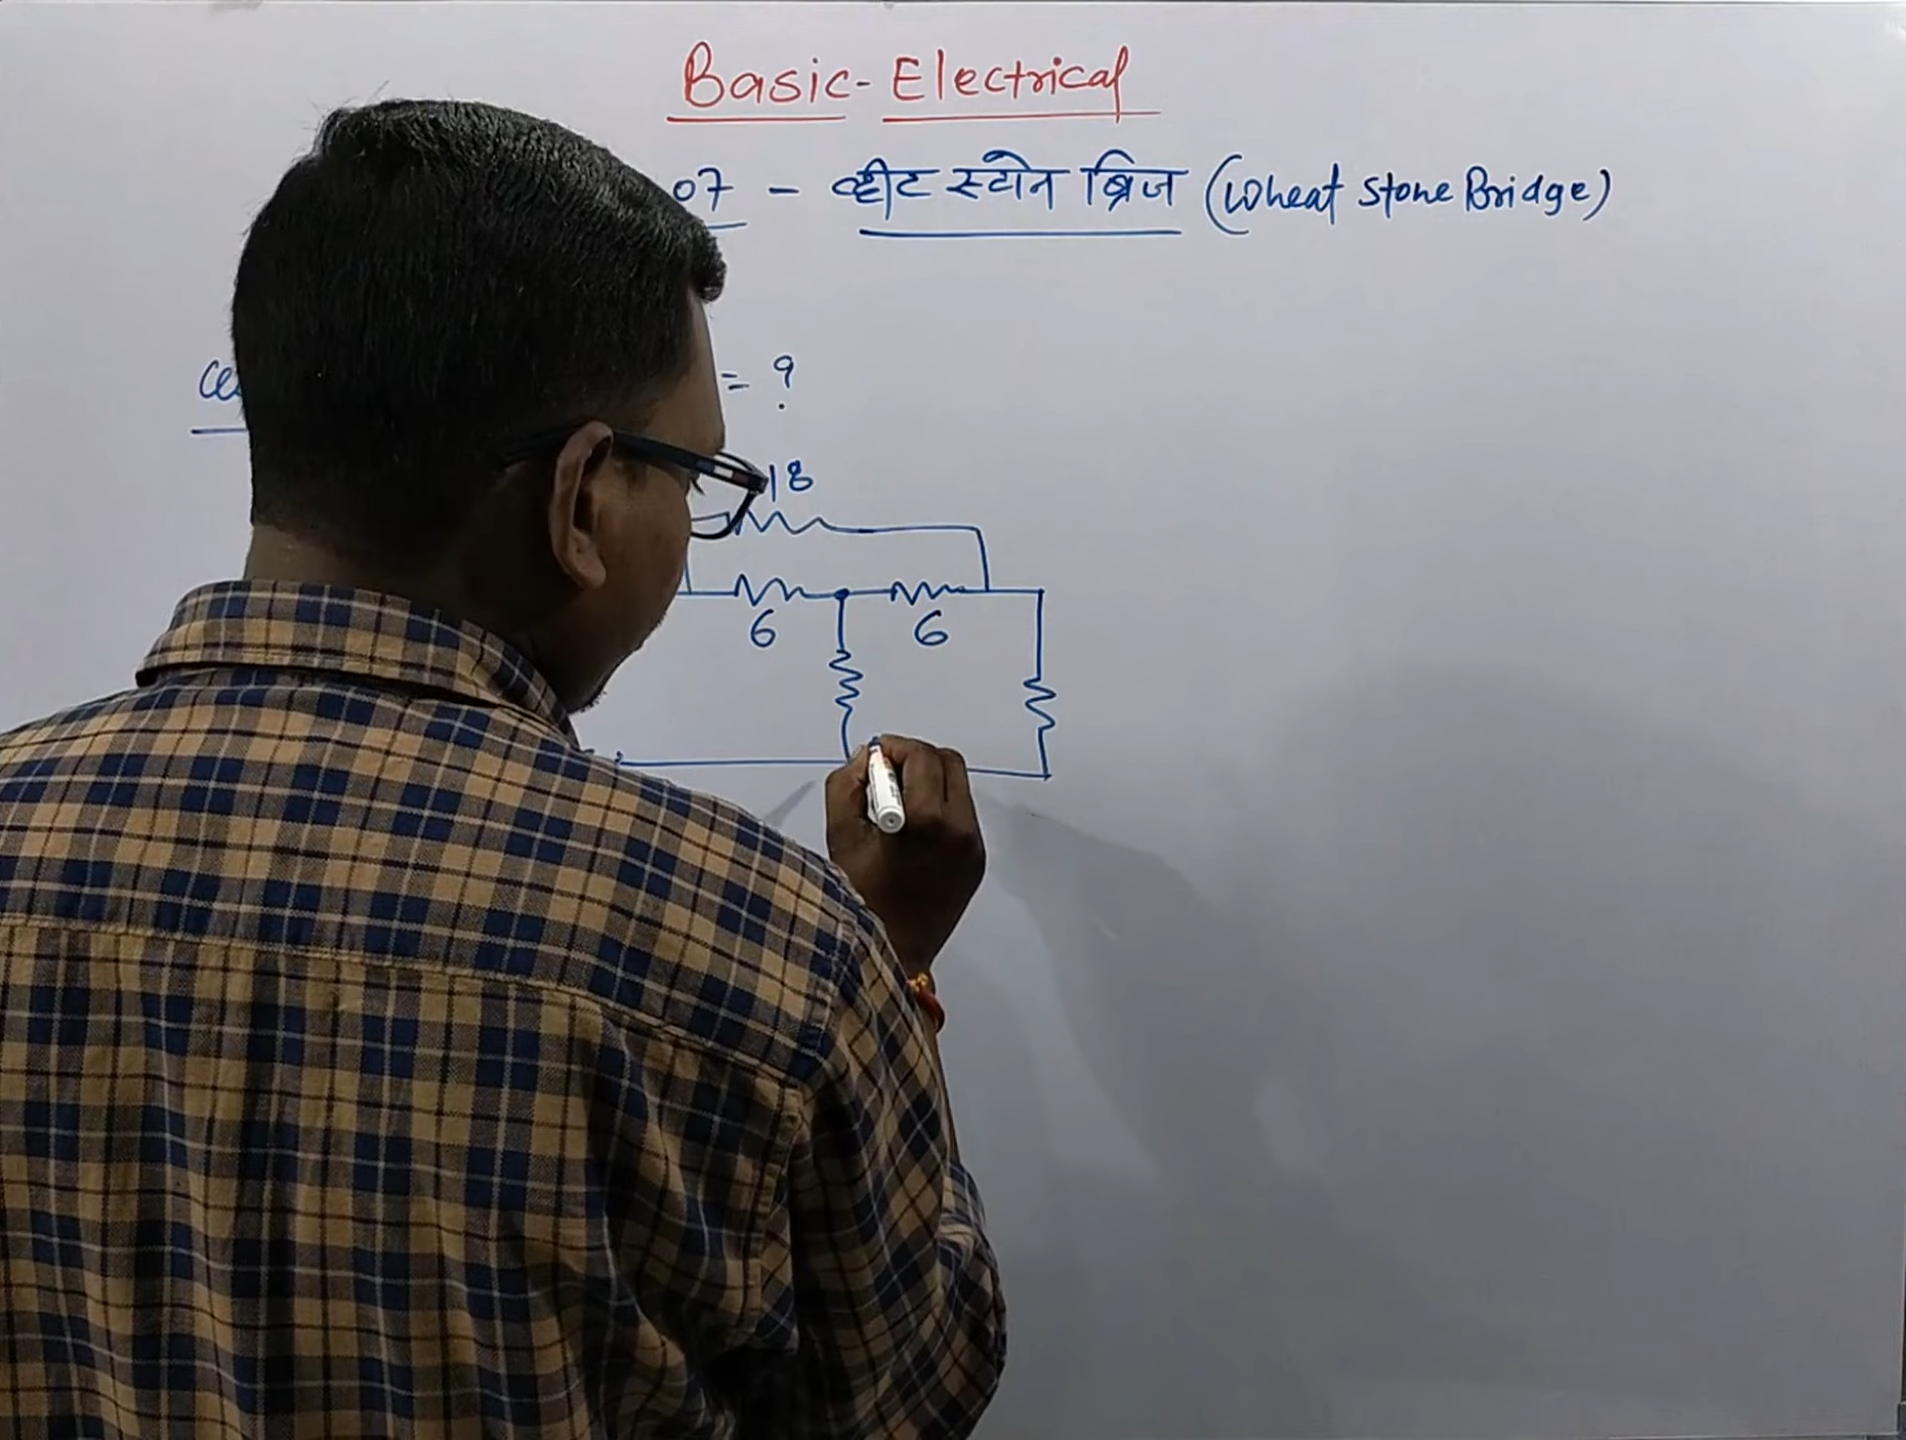 Basic-Electrical
07 - व्हीट स्टोन ब्रिज (Wheat Stone Bridge)
= ?
18
6 6